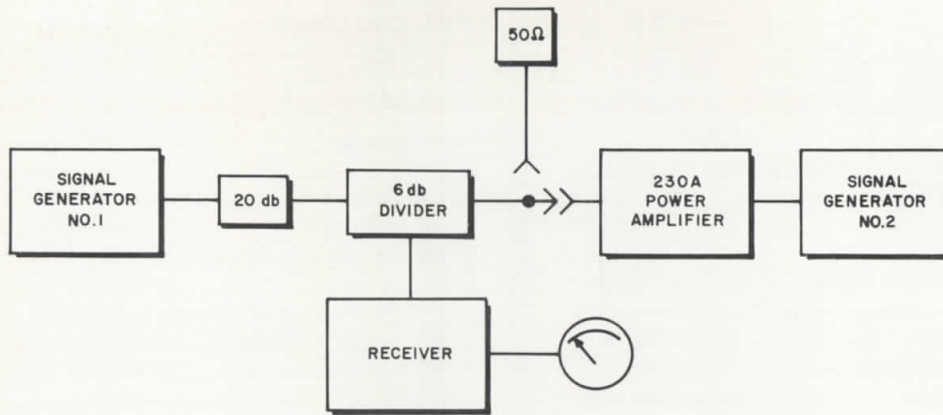 50Ω
SIGNAL
GENERATOR
NO.1
20 db
6 db
DIVIDER
230A
POWER
AMPLIFIER
SIGNAL
GENERATOR
NO.2
RECEIVER